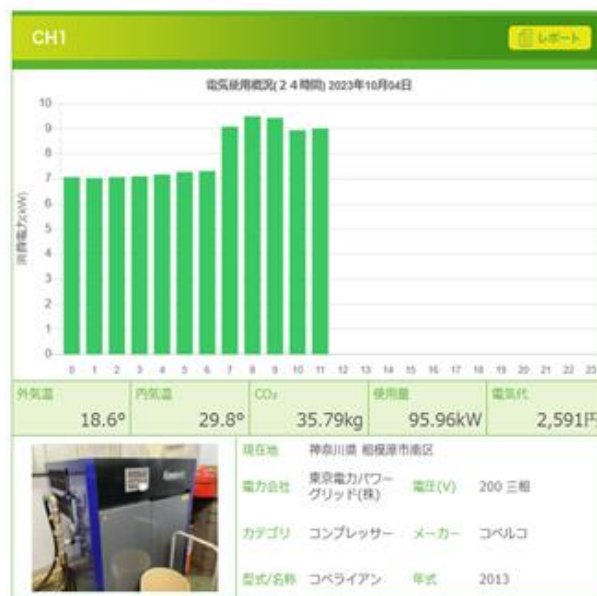 CH1
レポート
電気使用概況(24時間) 2023年10月04日
消費電力(kW)
10
9
8
7
6
5
4
3
2
1
0
0 1 2 3 4 5 6 7 8 9 10 11 12 13 14 15 16 17 18 19 20 21 22 23
外気温 内気温 CO₂ 使用量 電気代
18.6° 29.8° 35.79kg 95.96kW 2,591円
現在地 神奈川県 相模原市南区
電力会社 東京電力パワーグリッド(株) 電圧(V) 200 三相
カテゴリ コンプレッサー メーカー コベルコ
型式/名称 コベライアン 年式 2013